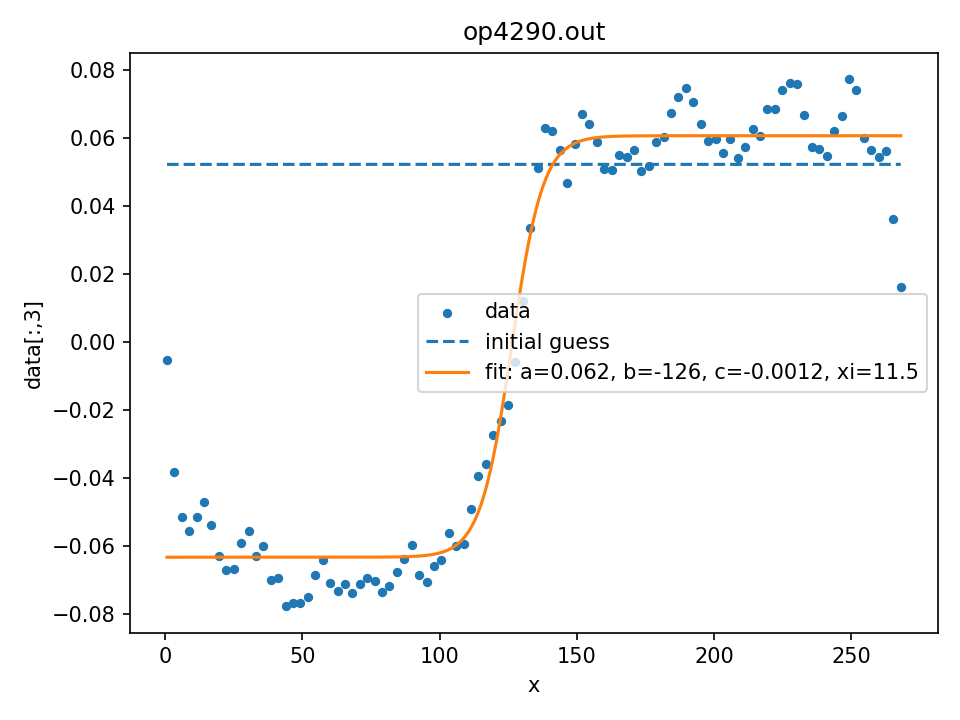 op4290.out
0.08
0.06
0.04
0.02
0.00
−0.02
−0.04
−0.06
−0.08
data[:,3]
data
initial guess
fit: a=0.062, b=-126, c=-0.0012, xi=11.5
0 50 100 150 200 250
x